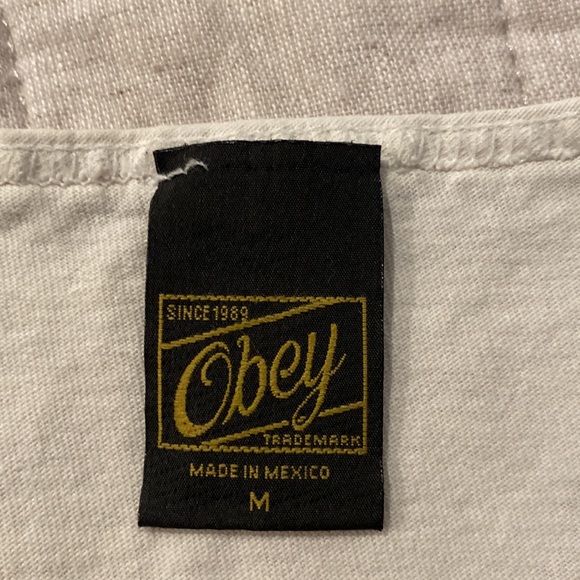 SINCE 1989
Obey
TRADEMARK
MADE IN MEXICO
M